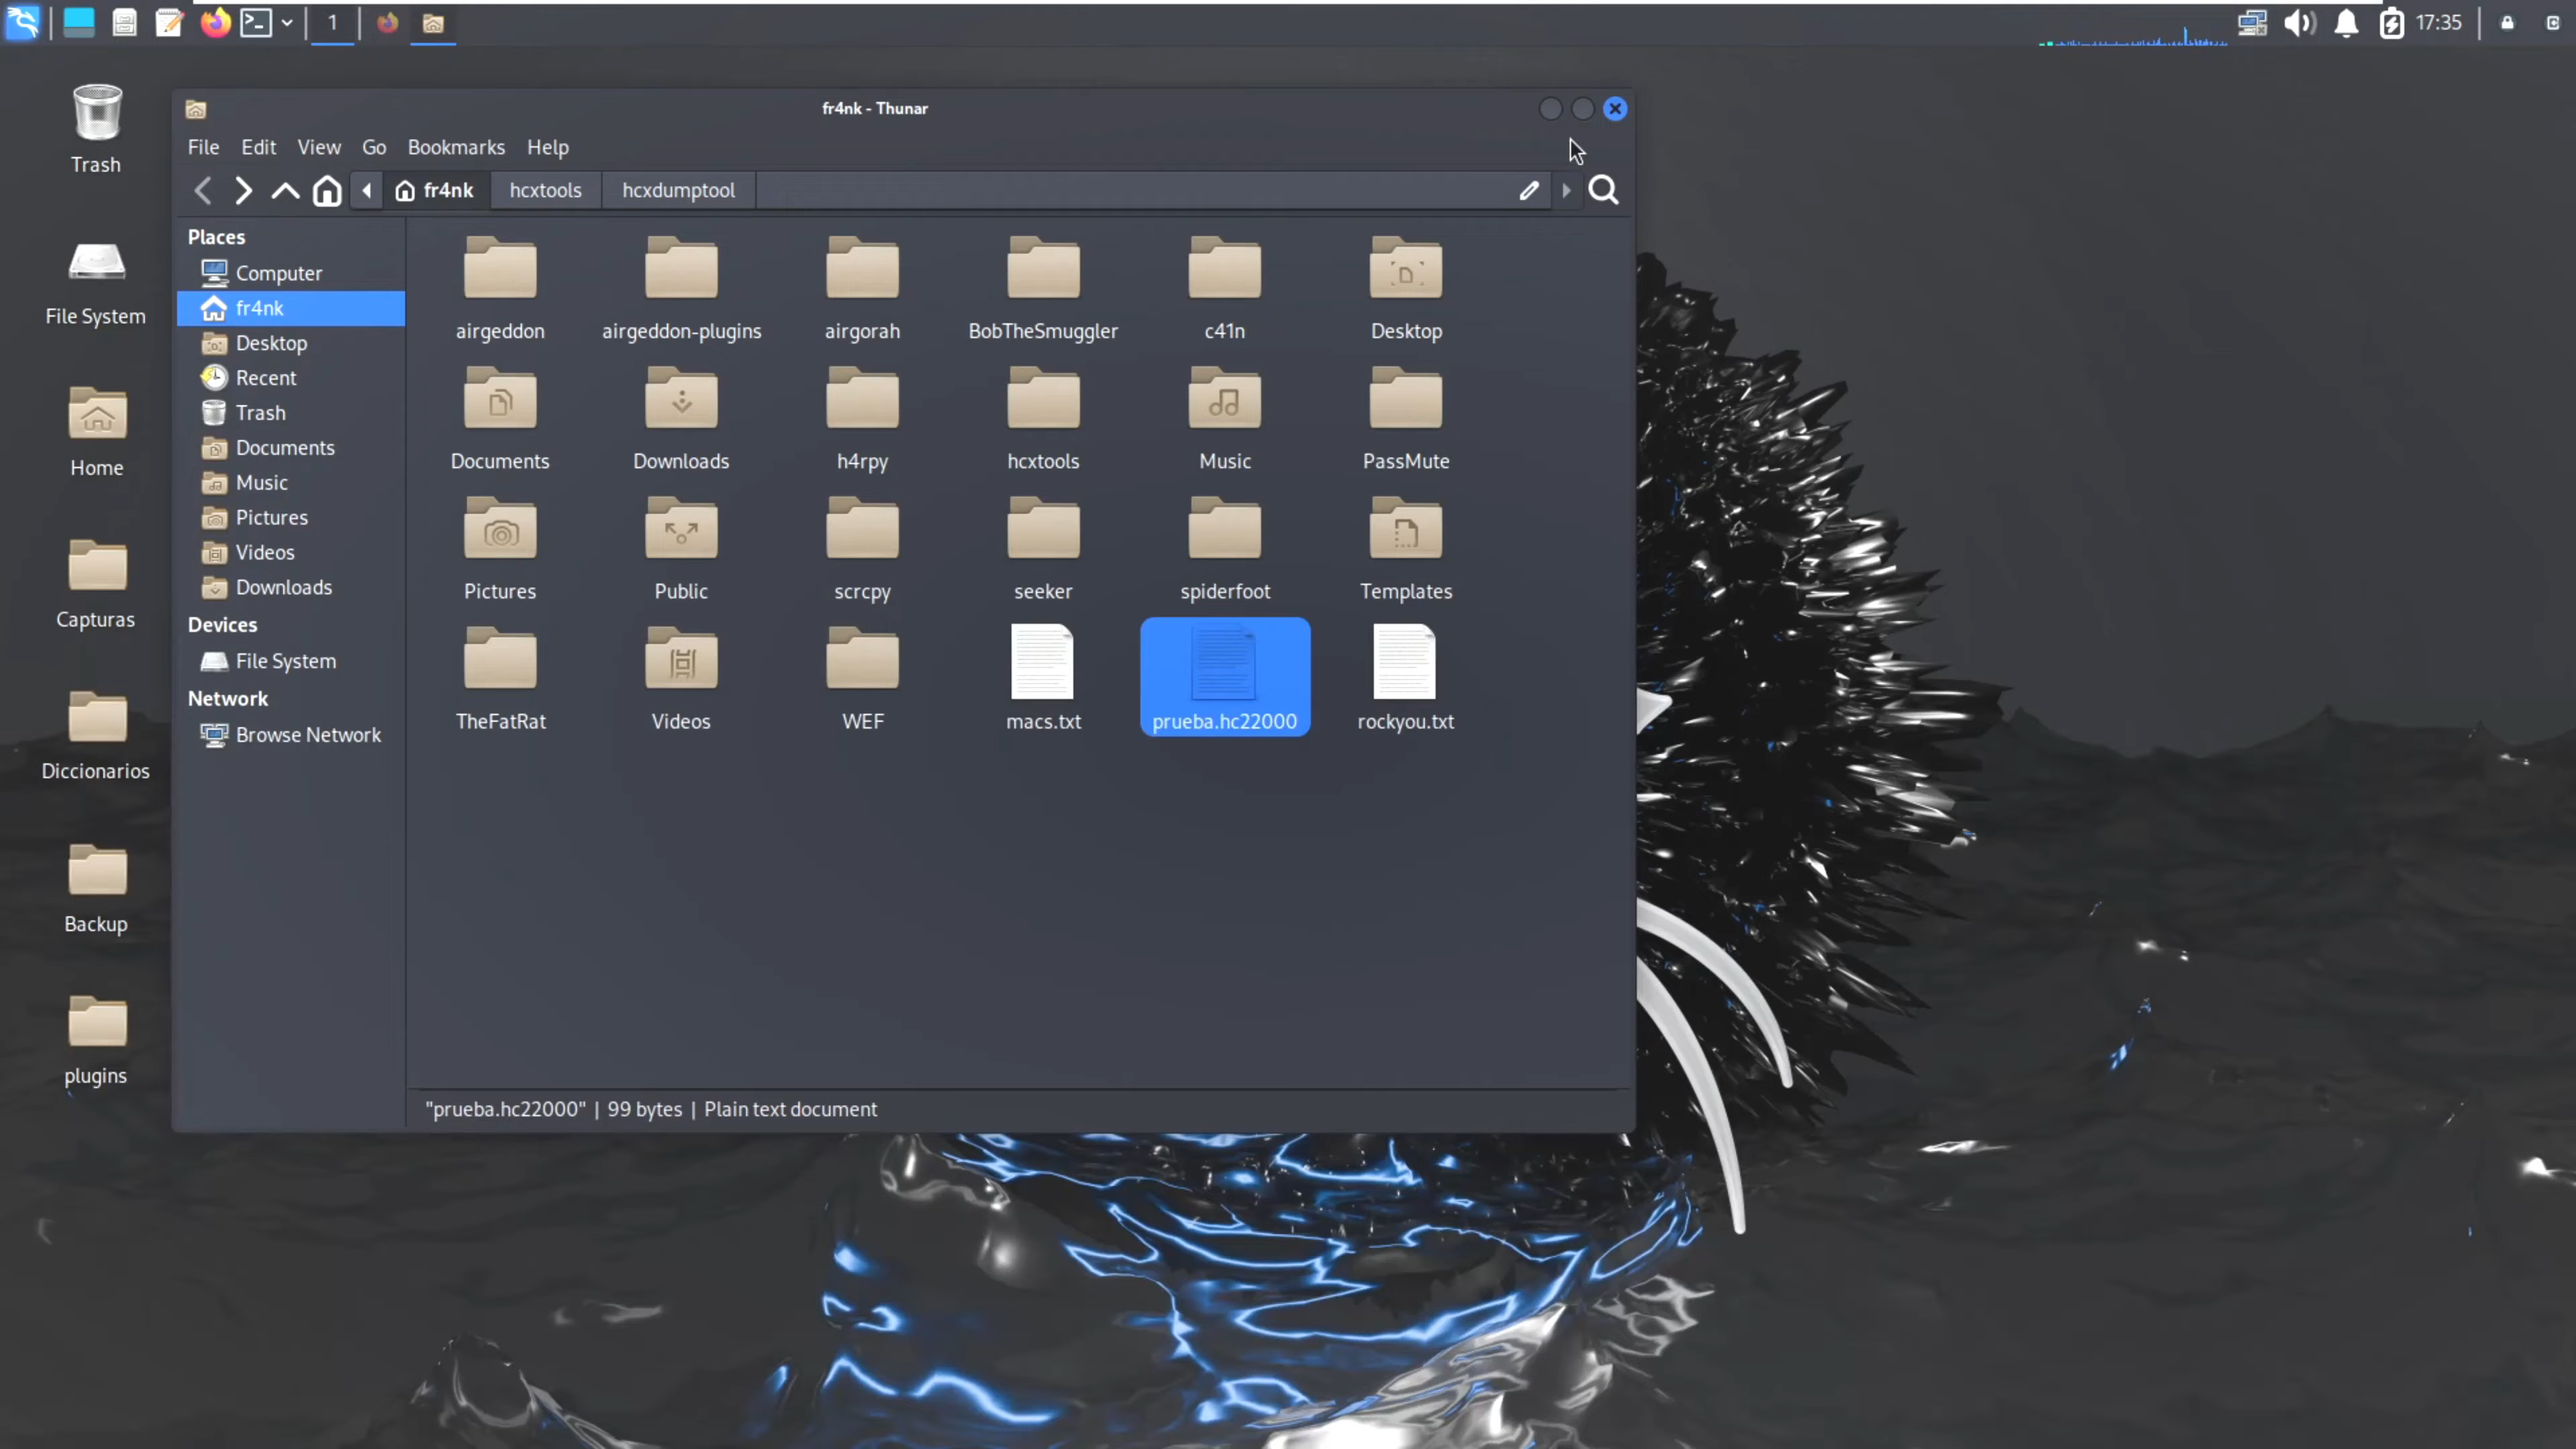 1
17:35
Trash
File System
Home
Capturas
Diccionarios
Backup
plugins
fr4nk - Thunar
File Edit View Go Bookmarks Help
fr4nk hcxtools hcxdumptool
Places
Computer
fr4nk
Desktop
Recent
Trash
Documents
Music
Pictures
Videos
Downloads
Devices
File System
Network
Browse Network
airgeddon airgeddon-plugins airgorah BobTheSmuggler c41n Desktop
Documents Downloads h4rpy hcxtools Music PassMute
Pictures Public scrcpy seeker spiderfoot Templates
TheFatRat Videos WEF macs.txt prueba.hc22000 rockyou.txt
"prueba.hc22000" | 99 bytes | Plain text document